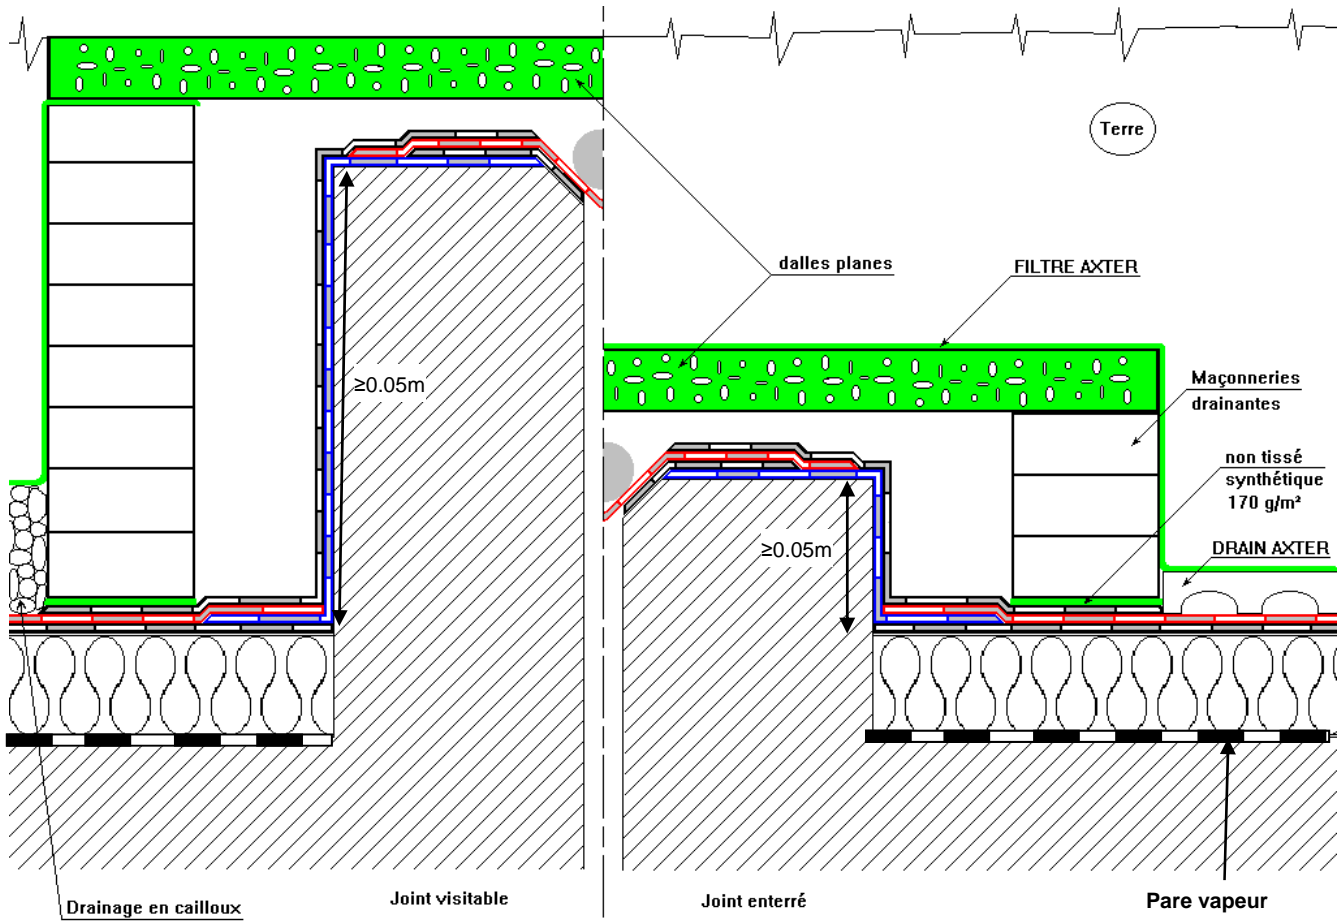 Terre
dalles planes
FILTRE AXTER
≥0.05m
Maçonneries
drainantes
non tissé
synthétique
170 g/m²
≥0.05m
DRAIN AXTER
Joint visitable
Joint enterré
Pare vapeur
Drainage en cailloux